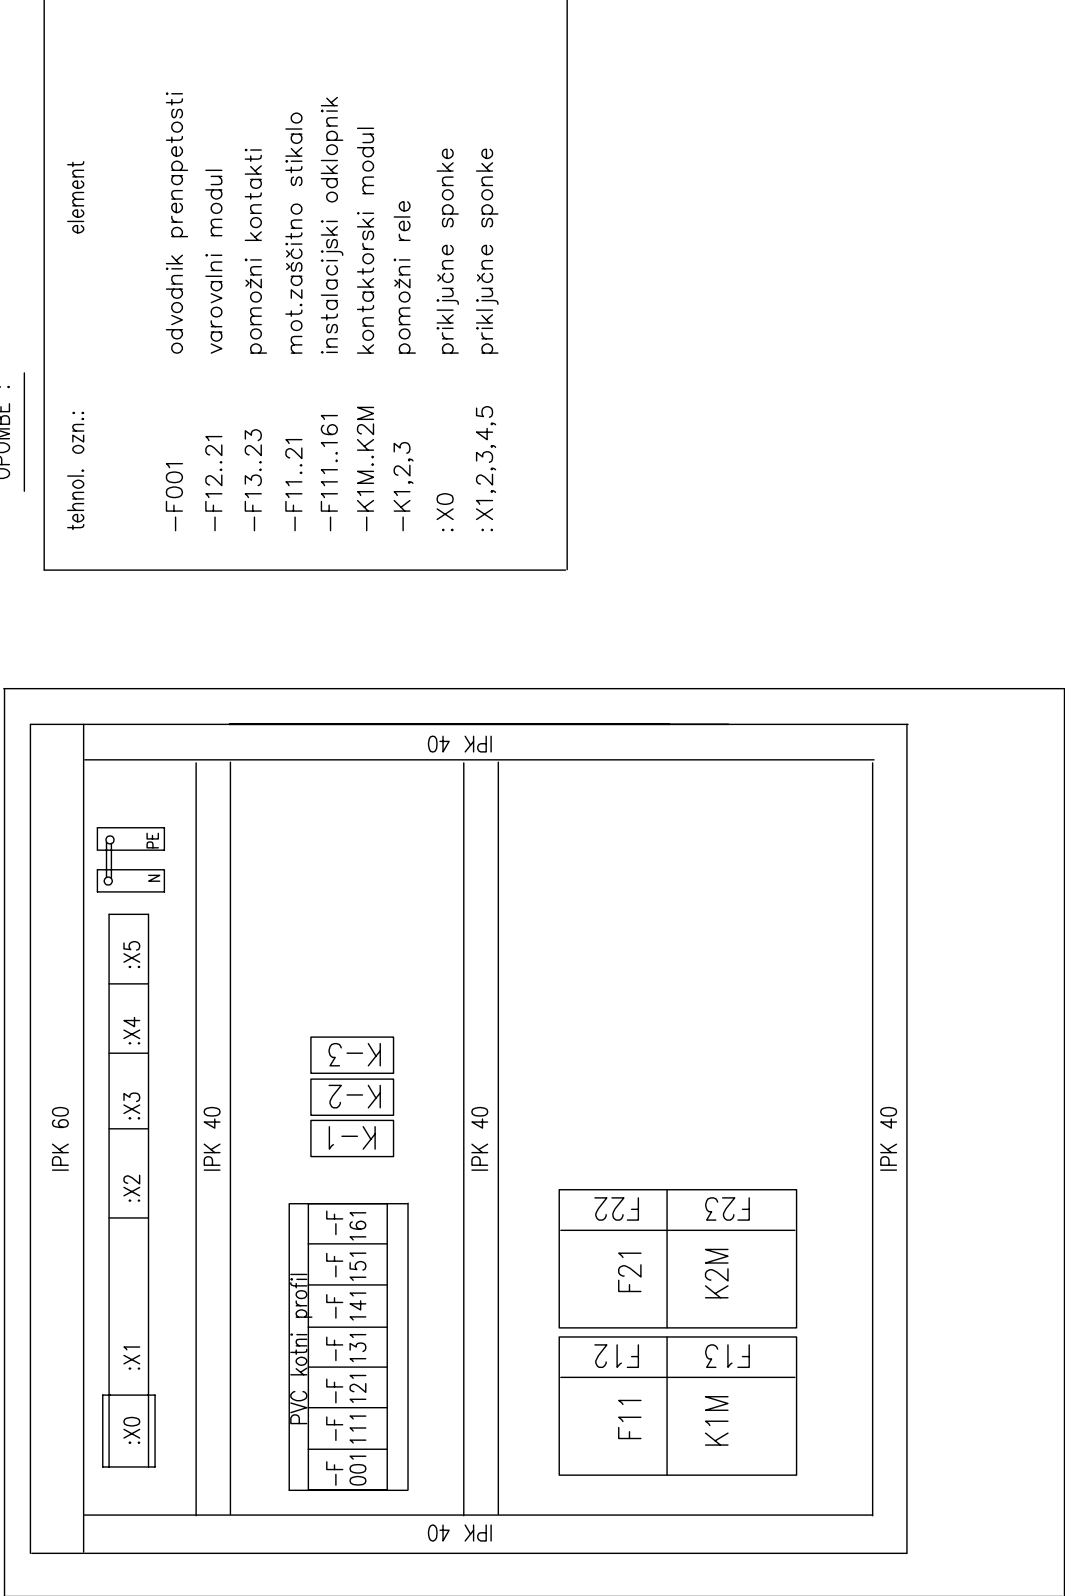 OPOMBE :
tehnol. ozn.: element
-F001 odvodnik prenapetosti
-F12..21 varovalni modul
-F13..23 pomožni kontakti
-F11..21 mot.zaščitno stikalo
-F111..161 instalacijski odklopnik
-K1M..K2M kontaktorski modul
-K1,2,3 pomožni rele
:X0 priključne sponke
:X1,2,3,4,5 priključne sponke
IPK 60
:X0 :X1 :X2 :X3 :X4 :X5 N PE
IPK 40
IPK 40
IPK 40
PVC kotni profil
-F 001
-F 111
-F 121
-F 131
-F 141
-F 151
-F 161
K-1
K-2
K-3
IPK 40
F11 F12 F21 F22
K1M F13 K2M F23
IPK 40